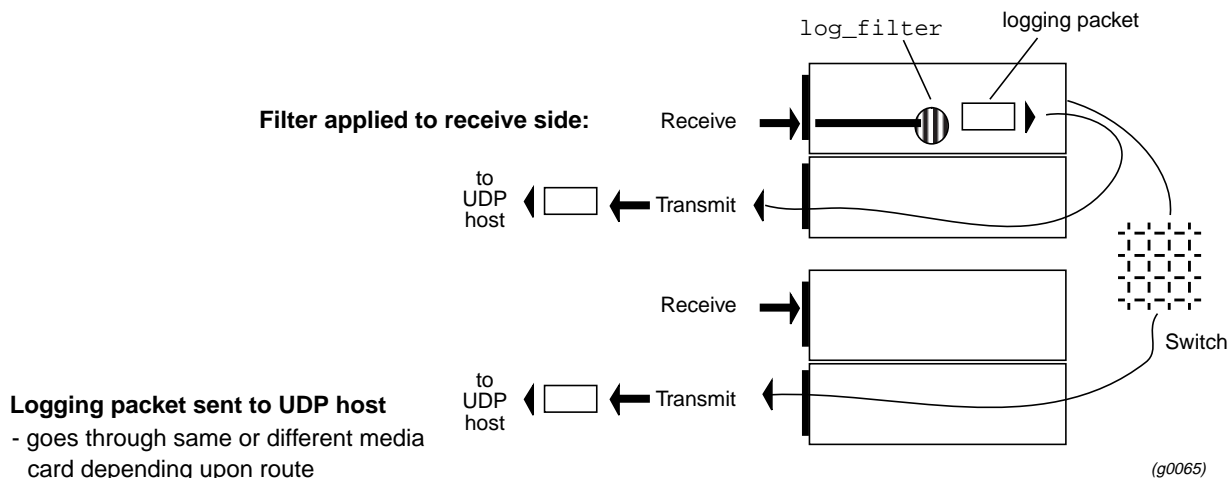 log_filter
logging packet
Filter applied to receive side:
Receive
to
UDP
host
Transmit
Receive
Switch
to
UDP
host
Transmit
Logging packet sent to UDP host
- goes through same or different media
card depending upon route
(g0065)